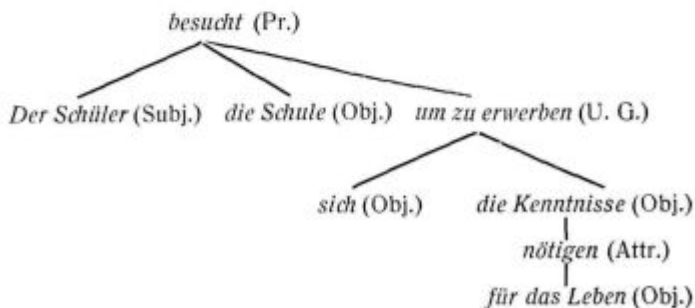 besucht (Pr.)
Der Schüler (Subj.) die Schule (Obj.) um zu erwerben (U. G.)
sich (Obj.) die Kenntnisse (Obj.)
nötigen (Attr.)
für das Leben (Obj.)